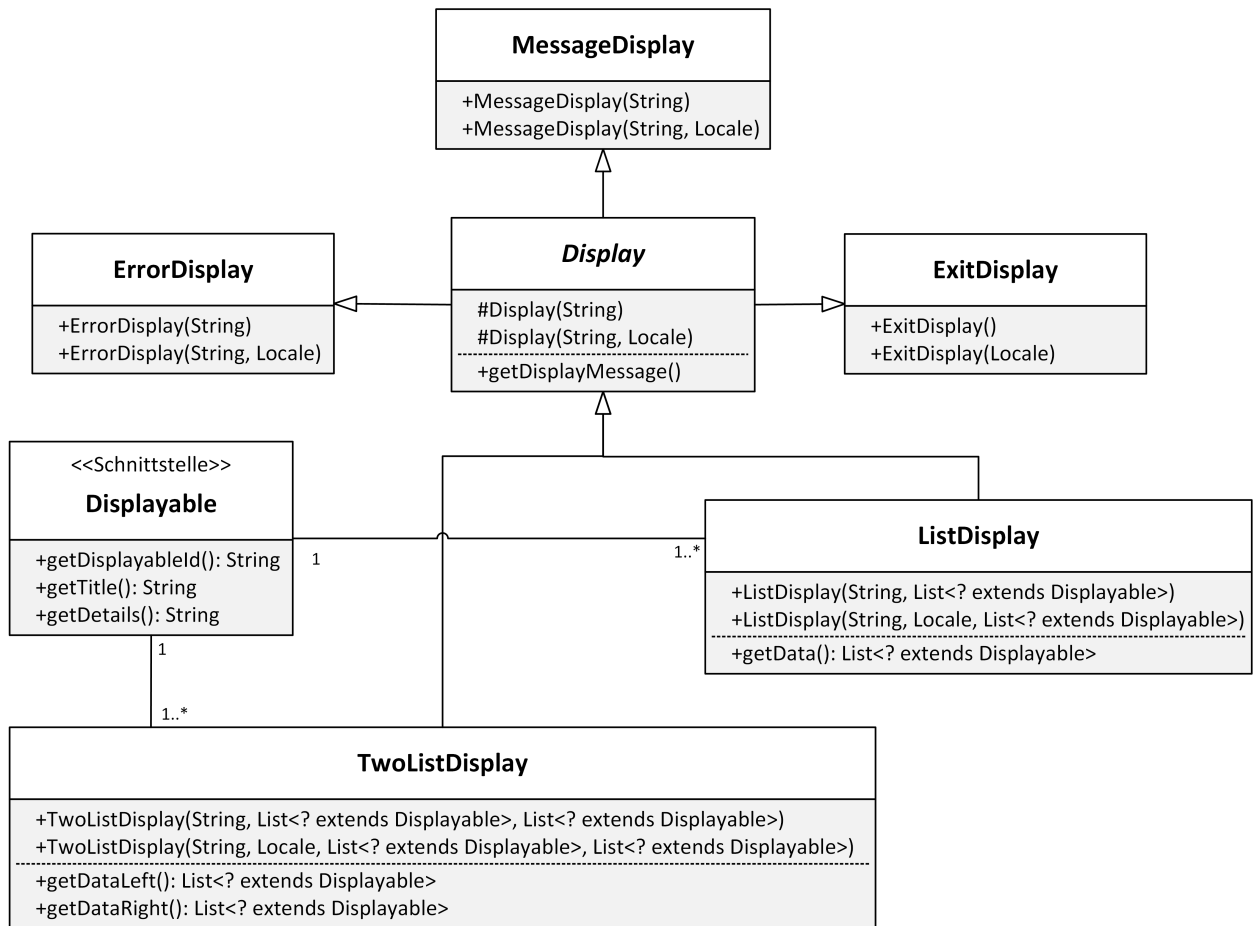 MessageDisplay
+MessageDisplay(String)
+MessageDisplay(String, Locale)
ErrorDisplay
+ErrorDisplay(String)
+ErrorDisplay(String, Locale)
Display
#Display(String)
#Display(String, Locale)
+getDisplayMessage()
ExitDisplay
+ExitDisplay()
+ExitDisplay(Locale)
<<Schnittstelle>>
Displayable
+getDisplayableId(): String
+getTitle(): String
+getDetails(): String
1
1..*
ListDisplay
+ListDisplay(String, List<? extends Displayable>)
+ListDisplay(String, Locale, List<? extends Displayable>)
+getData(): List<? extends Displayable>
1
1..*
TwoListDisplay
+TwoListDisplay(String, List<? extends Displayable>, List<? extends Displayable>)
+TwoListDisplay(String, Locale, List<? extends Displayable>, List<? extends Displayable>)
+getDataLeft(): List<? extends Displayable>
+getDataRight(): List<? extends Displayable>